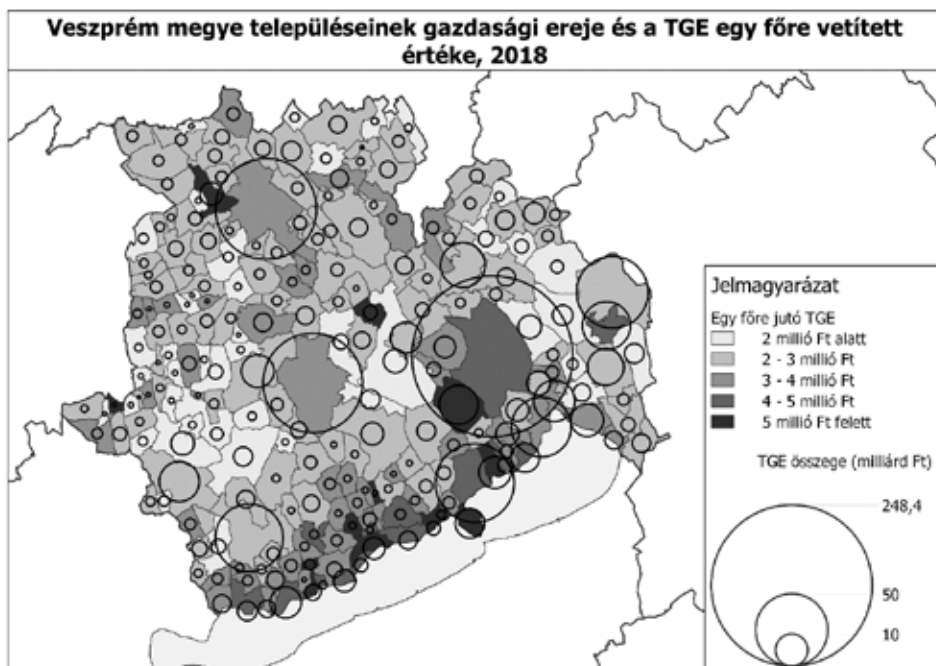 Veszprém megye településeinek gazdasági ereje és a TGE egy főre vetített
értéke, 2018
Jelmagyarázat
Egy főre jutó TGE
2 millió Ft alatt
2 - 3 millió Ft
3 - 4 millió Ft
4 - 5 millió Ft
5 millió Ft felett
TGE összege (milliárd Ft)
248,4
50
10